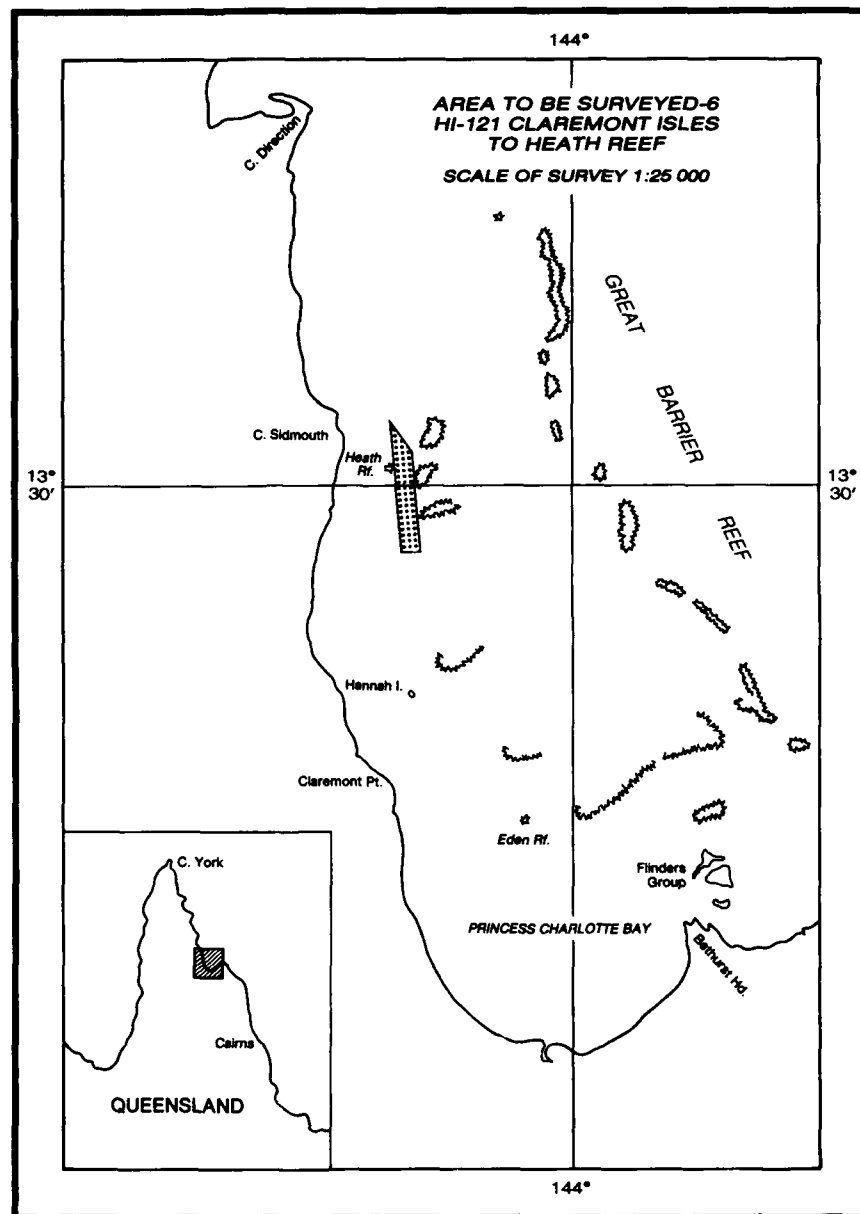 144°
AREA TO BE SURVEYED-6
HI-121 CLAREMONT ISLES
TO HEATH REEF
SCALE OF SURVEY 1:25 000
C. Direction
GREAT
BARRIER
REEF
C. Sidmouth
Heath
Rf.
13°
30'
13°
30'
Hannah I.
Claremont Pt.
Eden Rf.
Flinders
Group
PRINCESS CHARLOTTE BAY
Bathurst Hd.
C. York
Cairns
QUEENSLAND
144°